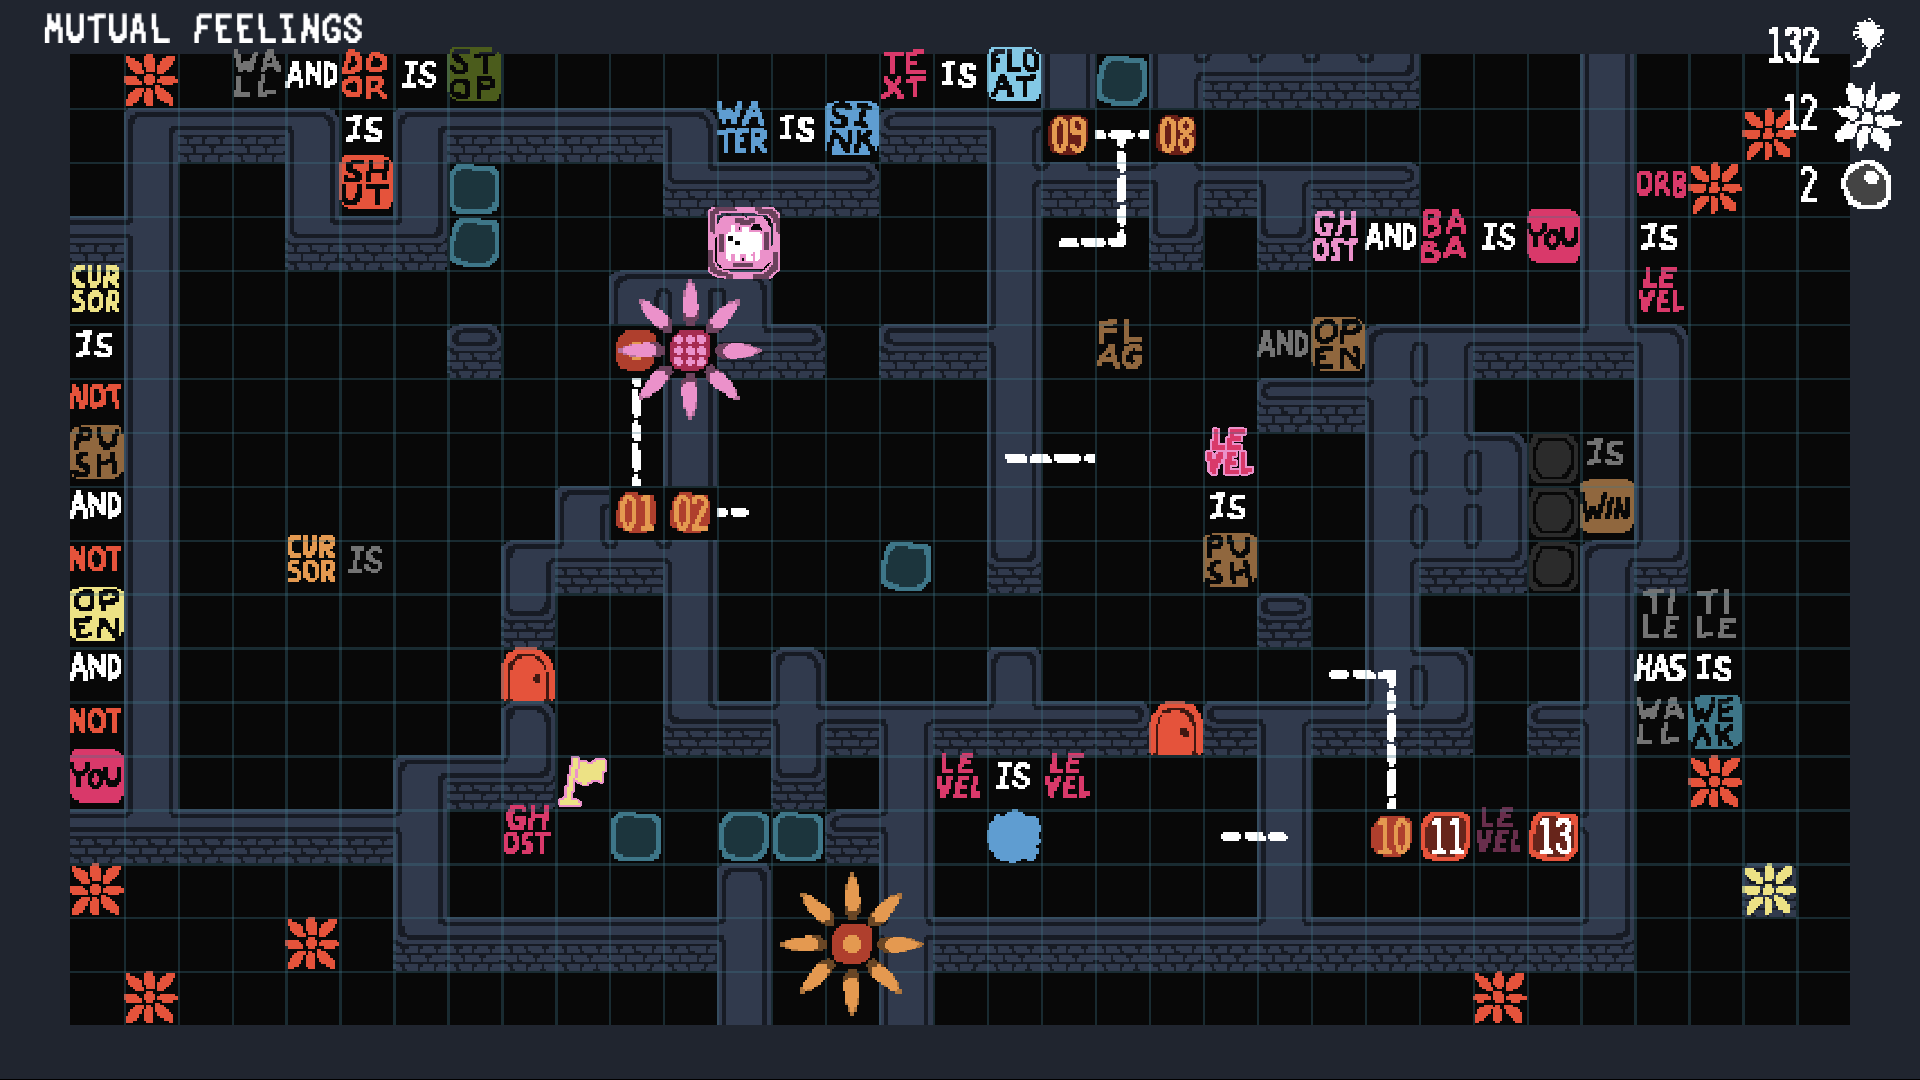 MUTUAL FEELINGS
132
WALL AND DOOR IS STOP
TEXT IS FLOAT
IS
WATER IS SINK
09 08
12
SHUT
ORB
2
GHOST AND BABA IS YOU
IS
CURSOR
LEVEL
IS
FLAG
AND OPEN
NOT
PUSH
LEVEL
IS
AND
01 02
IS
WIN
NOT
CURSOR IS
PUSH
OPEN
TILE TILE
AND
HAS IS
NOT
WALL WEAK
YOU
LEVEL IS LEVEL
GHOST
10 11 LEVEL 13